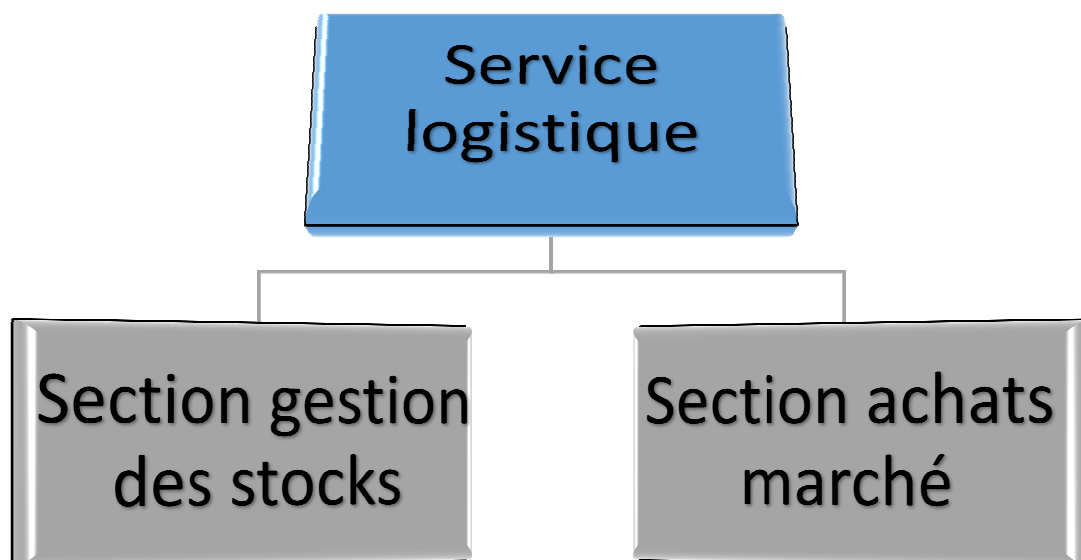 Service
logistique
Section gestion
des stocks
Section achats
marché